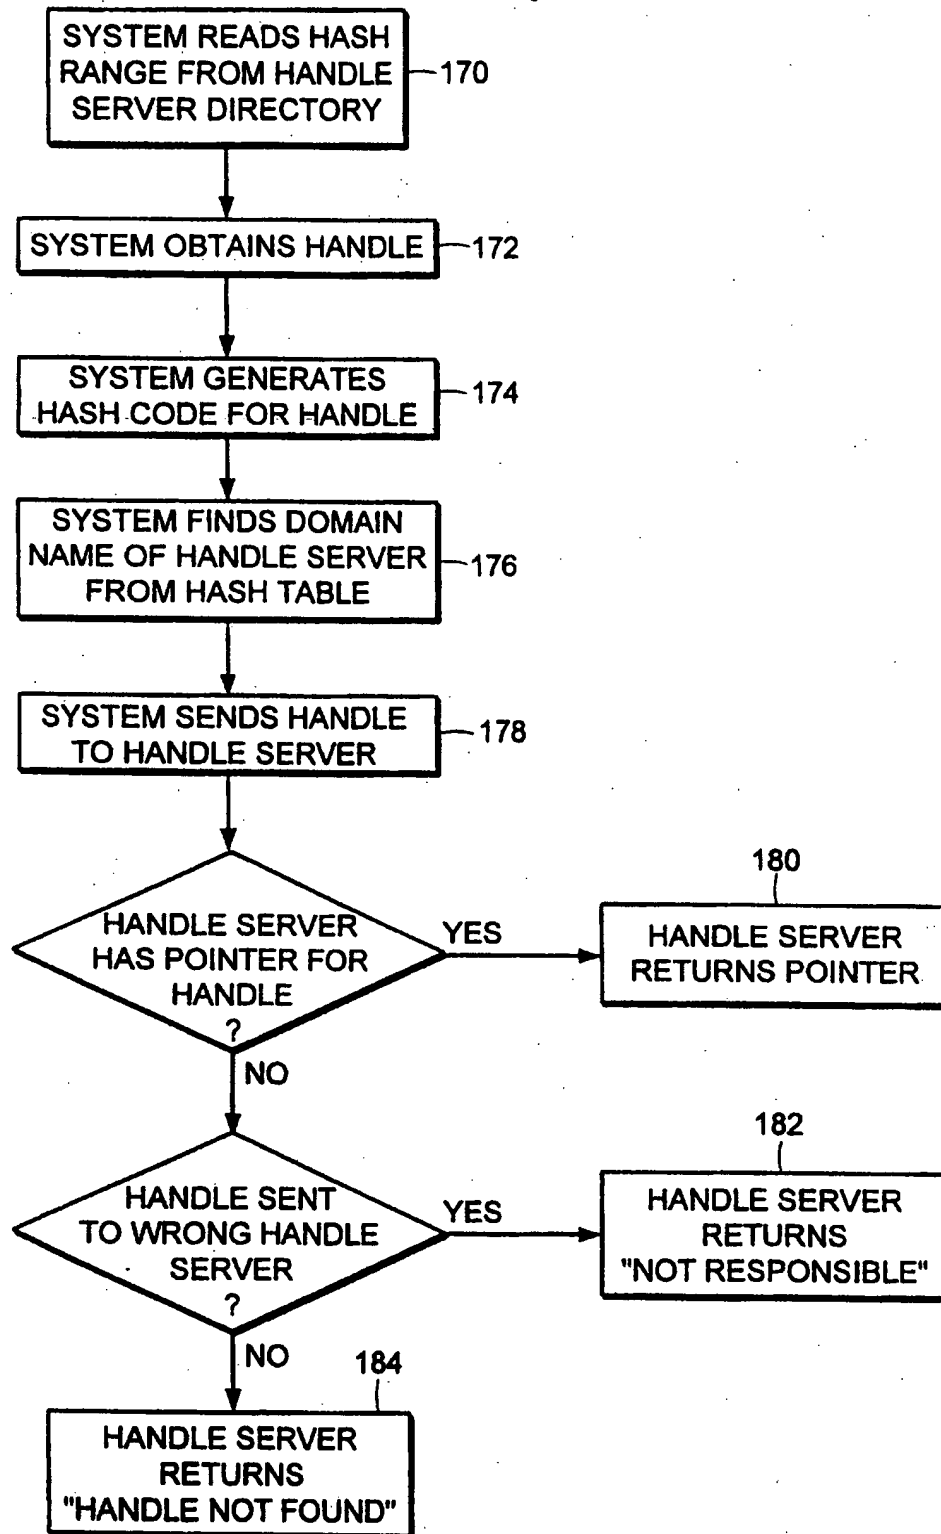 SYSTEM READS HASH
RANGE FROM HANDLE
SERVER DIRECTORY
170
SYSTEM OBTAINS HANDLE
172
SYSTEM GENERATES
HASH CODE FOR HANDLE
174
SYSTEM FINDS DOMAIN
NAME OF HANDLE SERVER
FROM HASH TABLE
176
SYSTEM SENDS HANDLE
TO HANDLE SERVER
178
HANDLE SERVER
HAS POINTER FOR
HANDLE
?
YES
180
HANDLE SERVER
RETURNS POINTER
NO
HANDLE SENT
TO WRONG HANDLE
SERVER
?
YES
182
HANDLE SERVER
RETURNS
"NOT RESPONSIBLE"
NO
184
HANDLE SERVER
RETURNS
"HANDLE NOT FOUND"